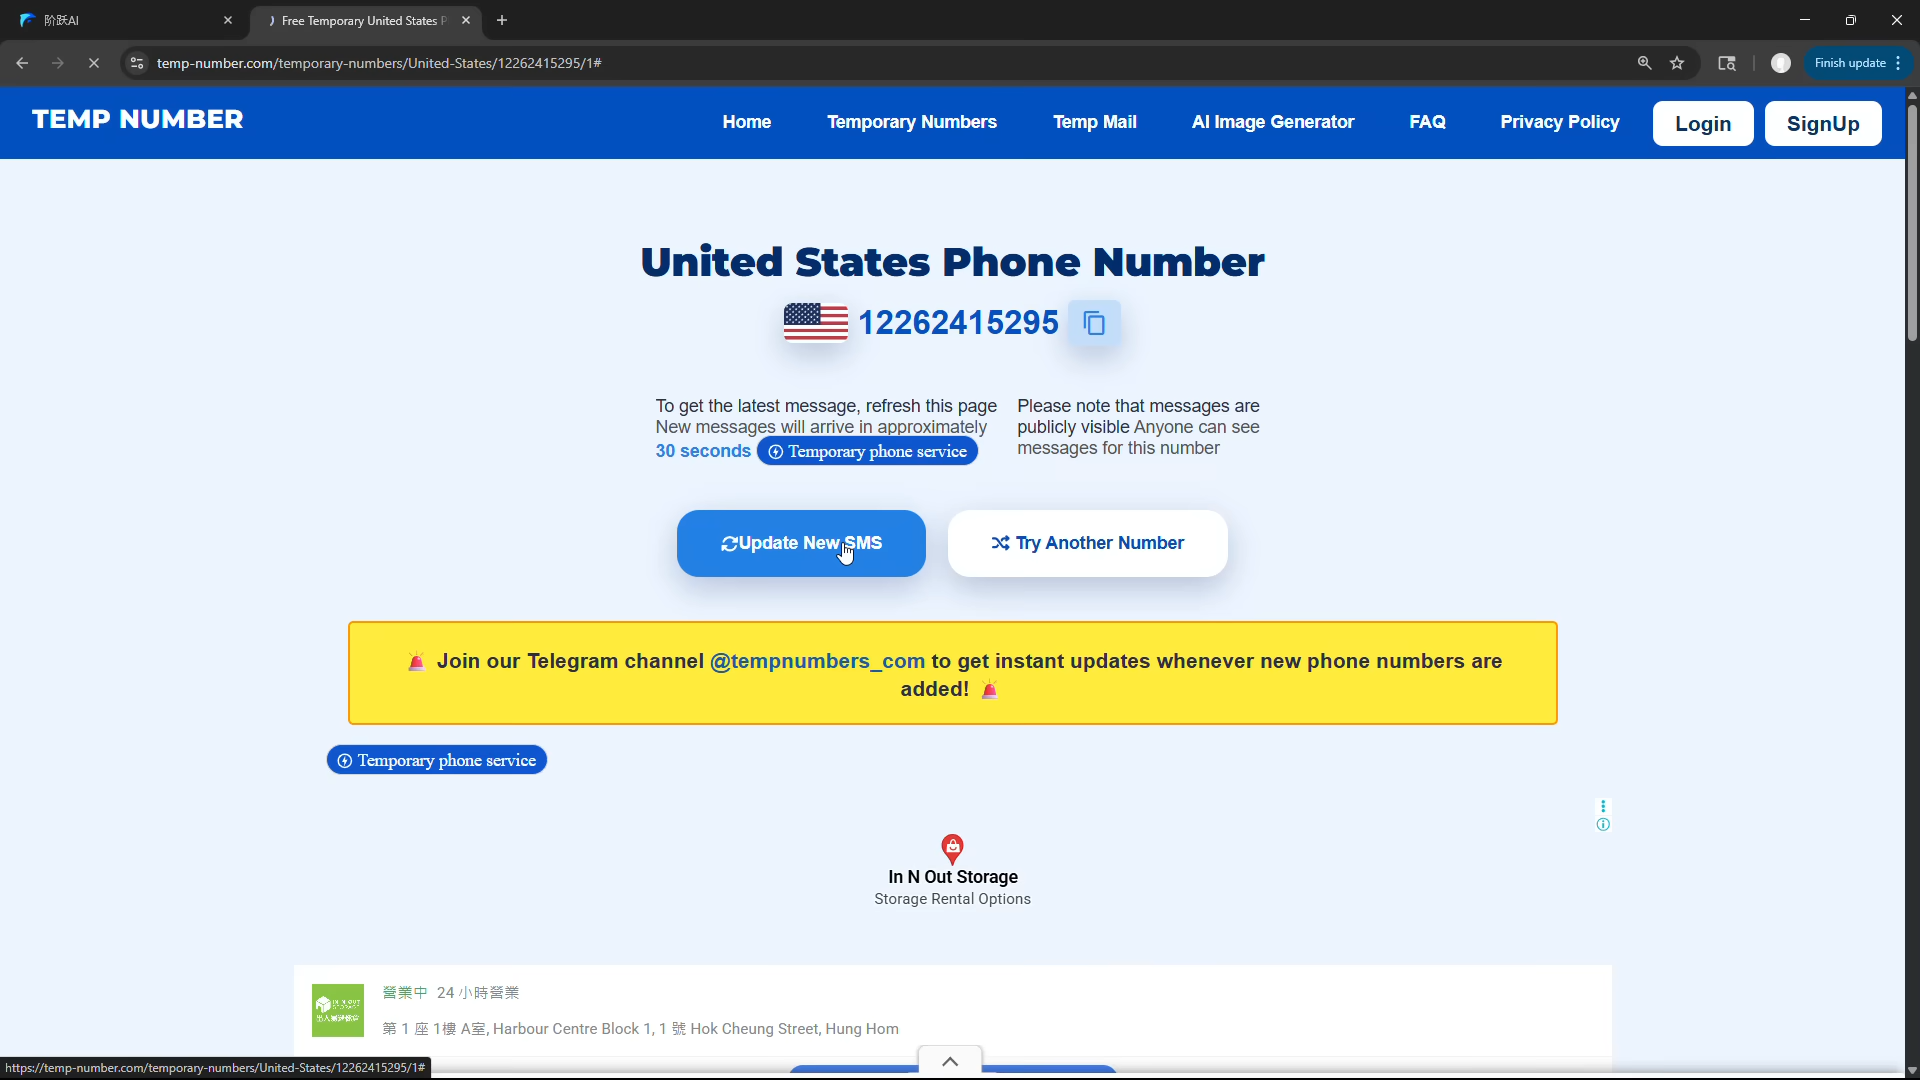 阶跃AI
Free Temporary United States P
temp-number.com/temporary-numbers/United-States/12262415295/1#
Finish update
TEMP NUMBER
Home
Temporary Numbers
Temp Mail
AI Image Generator
FAQ
Privacy Policy
Login
SignUp
United States Phone Number
12262415295
To get the latest message, refresh this page
New messages will arrive in approximately
30 seconds
Temporary phone service
Please note that messages are
publicly visible Anyone can see
messages for this number
Update New SMS
Try Another Number
Join our Telegram channel @tempnumbers_com to get instant updates whenever new phone numbers are
added!
Temporary phone service
In N Out Storage
Storage Rental Options
營業中 24 小時營業
第 1 座 1樓 A室, Harbour Centre Block 1, 1 號 Hok Cheung Street, Hung Hom
https://temp-number.com/temporary-numbers/United-States/12262415295/1#